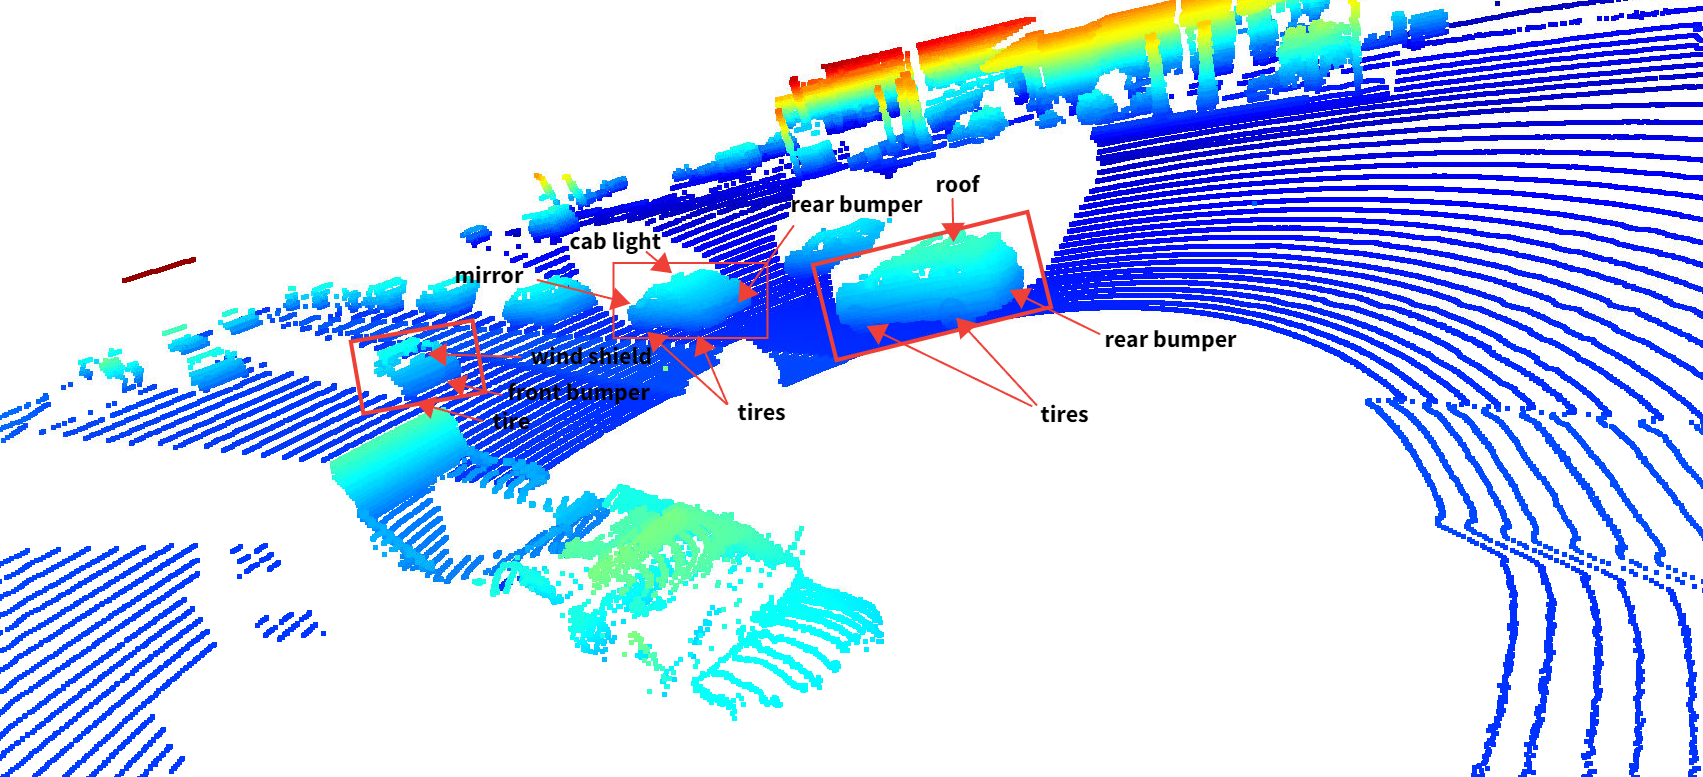 roof
rear bumper
cab light
mirror
rear bumper
wind shield
front bumper
tires
tires
tire